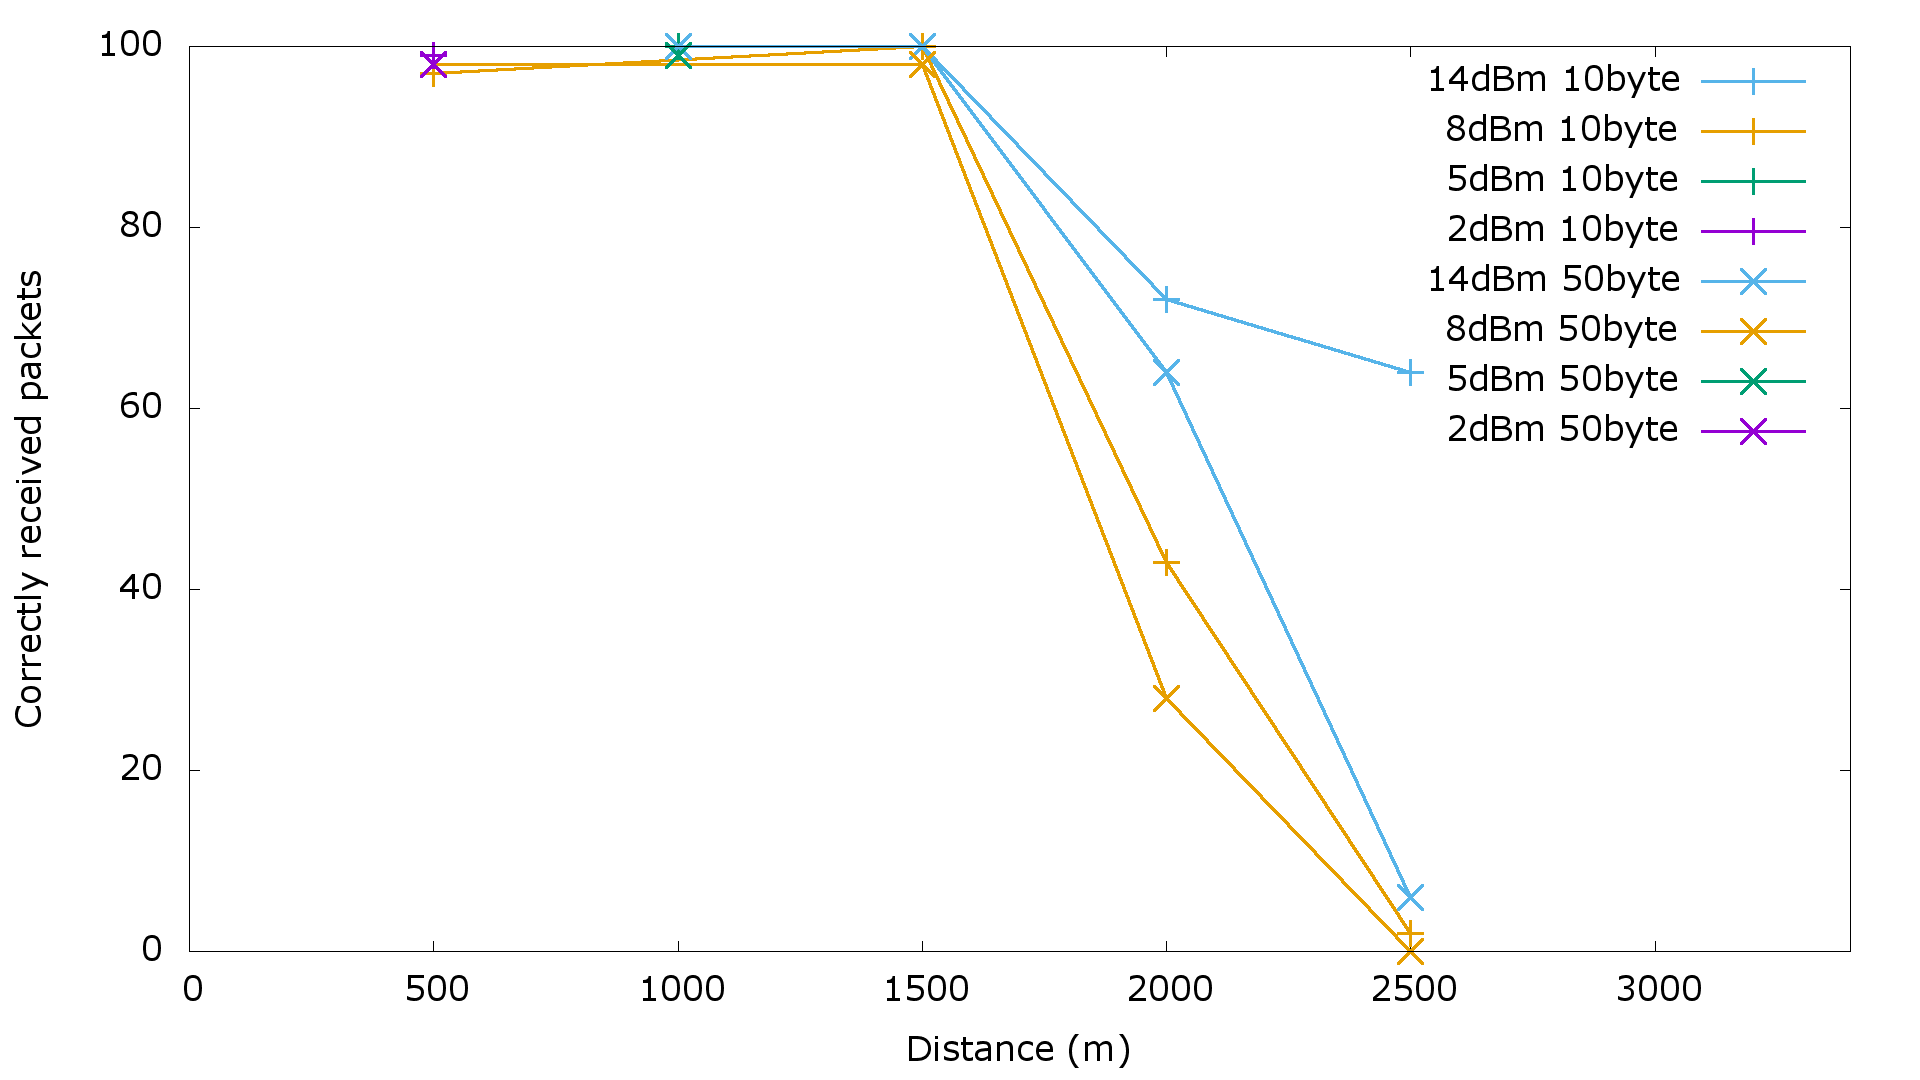 Correctly received packets
100
80
60
40
20
0
0 500 1000 1500 2000 2500 3000
Distance (m)
14dBm 10byte
8dBm 10byte
5dBm 10byte
2dBm 10byte
14dBm 50byte
8dBm 50byte
5dBm 50byte
2dBm 50byte